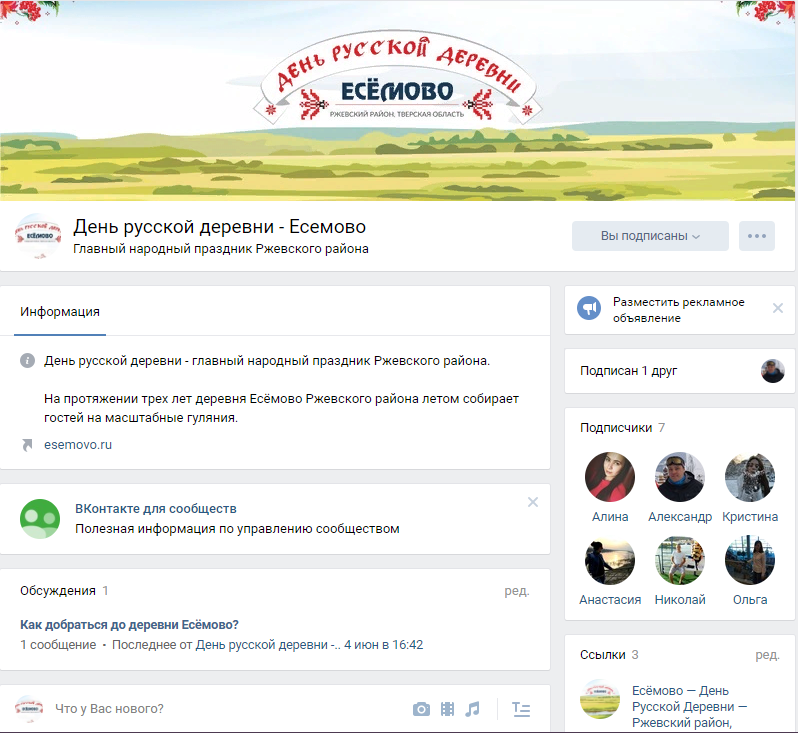 ДЕНЬ РУССКОЙ ДЕРЕВНИ
ЕСЁМОВО
РЖЕВСКИЙ РАЙОН, ТВЕРСКАЯ ОБЛАСТЬ
ЕСЁМОВО
День русской деревни - Есемово
Главный народный праздник Ржевского района
Вы подписаны
Информация
День русской деревни - главный народный праздник Ржевского района.
На протяжении трех лет деревня Есёмово Ржевского района летом собирает
гостей на масштабные гуляния.
esemovo.ru
ВКонтакте для сообществ
Полезная информация по управлению сообществом
Обсуждения 1
ред.
Как добраться до деревни Есёмово?
1 сообщение • Последнее от День русской деревни -.. 4 июн в 16:42
Что у Вас нового?
Разместить рекламное
объявление
Подписан 1 друг
Подписчики 7
Алина
Александр
Кристина
Анастасия
Николай
Ольга
Ссылки 3
ред.
Есёмово — День
Русской Деревни —
Ржевский район,